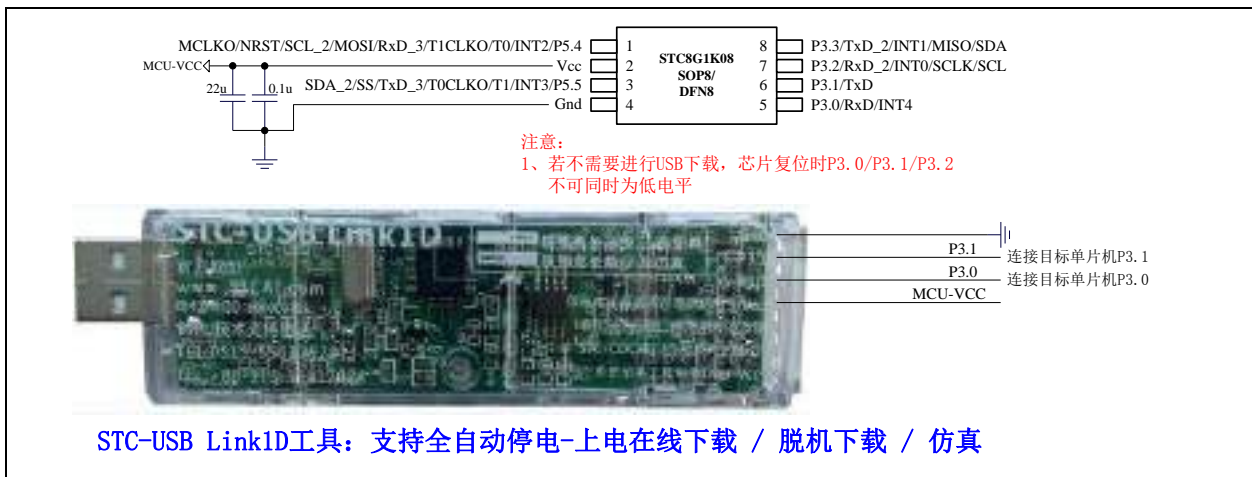 MCLKO/NRST/SCL_2/MOSI/RxD_3/T1CLKO/T0/INT2/P5.4
1
8
P3.3/TxD_2/INT1/MISO/SDA
MCU-VCC
Vcc
2
STC8G1K08
SOP8/
DFN8
7
P3.2/RxD_2/INT0/SCLK/SCL
22u
0.1u
SDA_2/SS/TxD_3/T0CLKO/T1/INT3/P5.5
3
6
P3.1/TxD
Gnd
4
5
P3.0/RxD/INT4
注意：
1、若不需要进行USB下载，芯片复位时P3.0/P3.1/P3.2
不可同时为低电平
STC-USB Link1D
P3.1
连接目标单片机P3.1
P3.0
连接目标单片机P3.0
MCU-VCC
STC-USB Link1D工具：支持全自动停电-上电在线下载 / 脱机下载 / 仿真